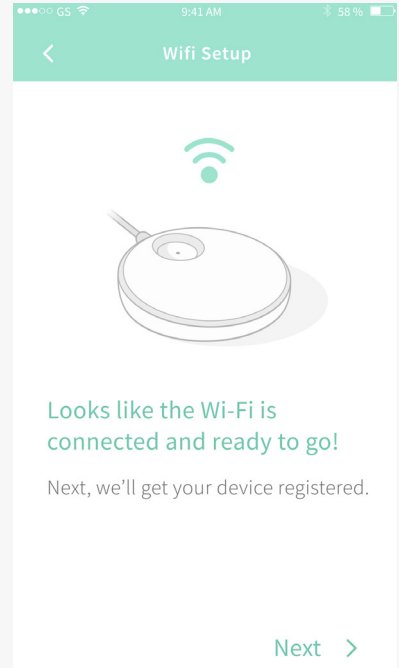 GS 9:41 AM 58 %
Wifi Setup
Looks like the Wi-Fi is
connected and ready to go!
Next, we’ll get your device registered.
Next